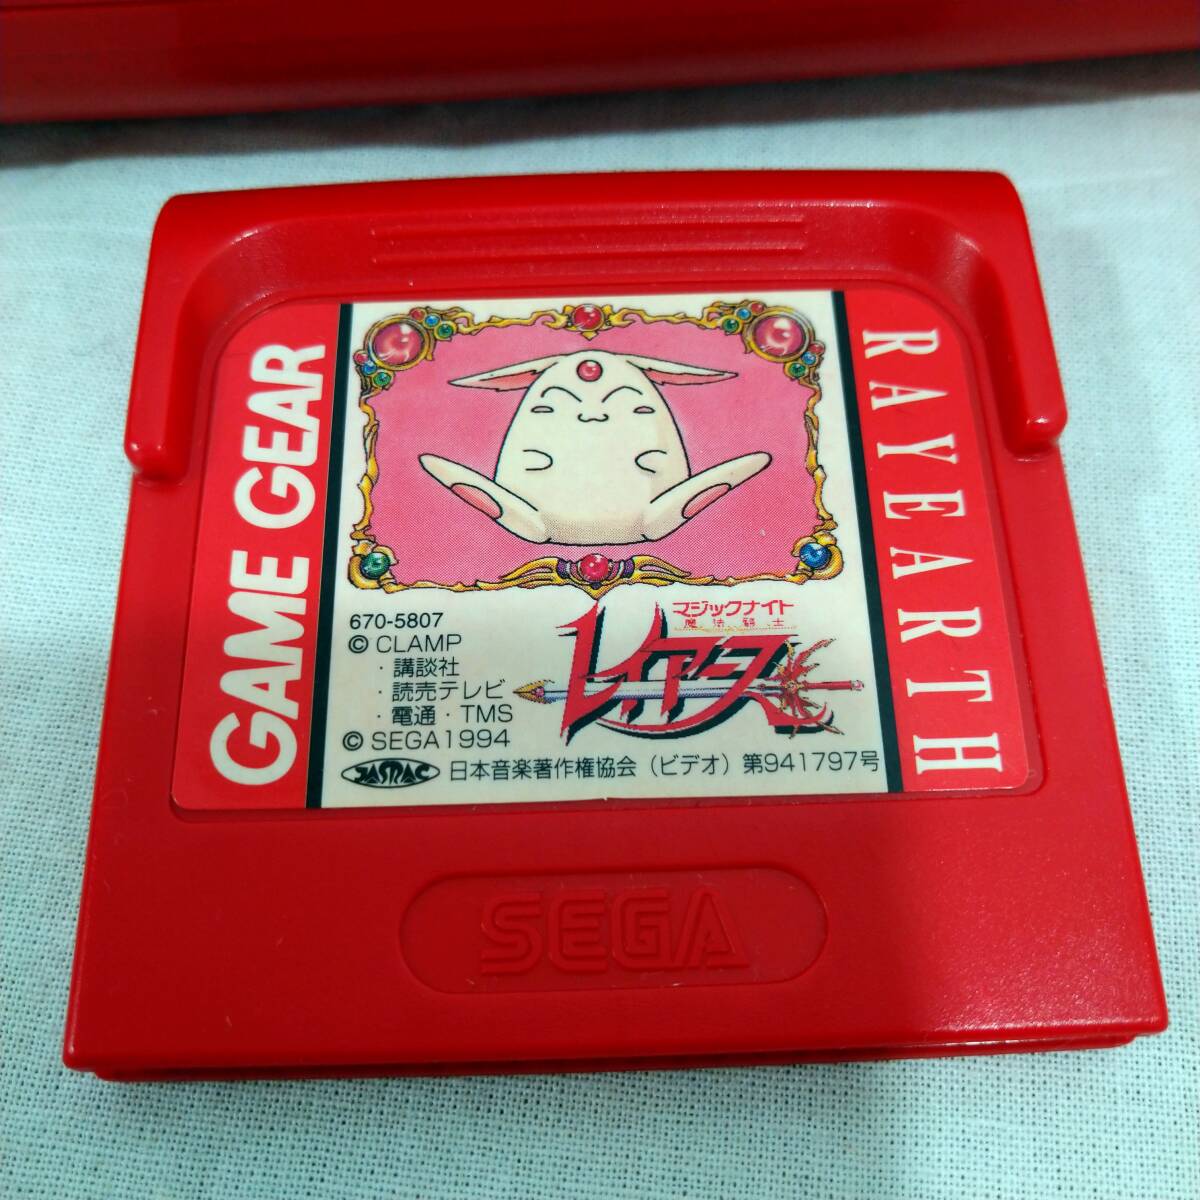 GAME GEAR
RAYEARTH
670-5807
© CLAMP
・講談社
・読売テレビ
・電通・TMS
© SEGA1994
マジックナイト
魔法騎士
レイアース
JASRAC 日本音楽著作権協会（ビデオ）第941797号
SEGA